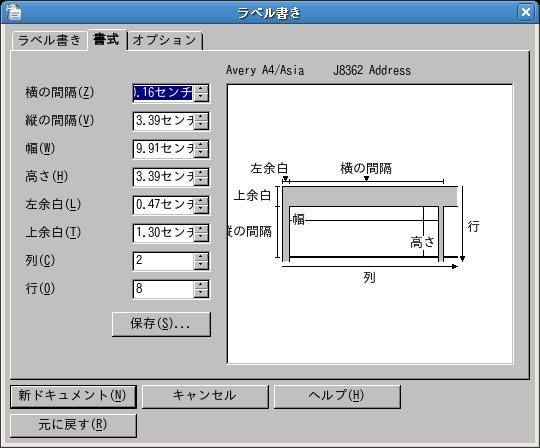 ラベル書き
ラベル書き 書式 オプション
Avery A4/Asia J8362 Address
横の間隔(Z) .16センチ
縦の間隔(V) 3.39センチ
幅(W) 9.91センチ
高さ(H) 3.39センチ
左余白(L) 0.47センチ
上余白(T) 1.30センチ
列(C) 2
行(O) 8
保存(S)...
左余白 横の間隔
上余白
幅
縦の間隔
高さ
行
列
新ドキュメント(N) キャンセル ヘルプ(H)
元に戻す(R)